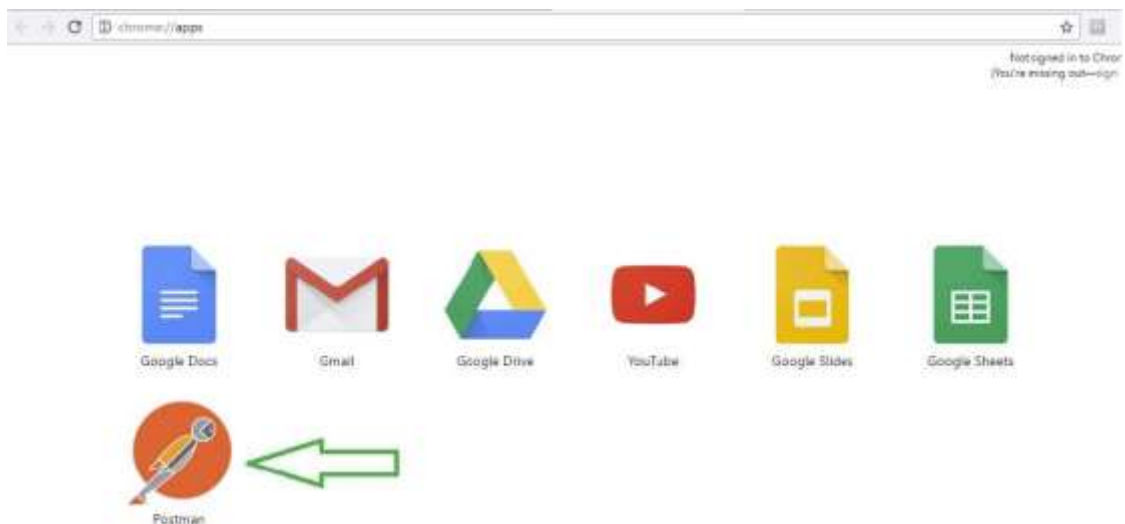 chrome://apps
Not signed in to Chror
(You're missing out—sign
Google Docs
Gmail
Google Drive
YouTube
Google Slides
Google Sheets
Postman